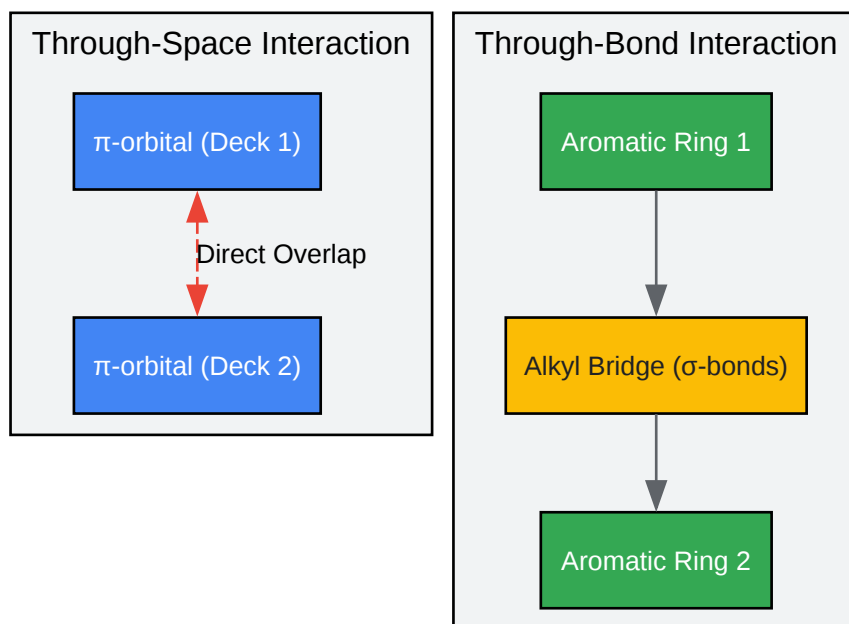 Through-Space Interaction
π-orbital (Deck 1)
Direct Overlap
π-orbital (Deck 2)
Through-Bond Interaction
Aromatic Ring 1
Alkyl Bridge (σ-bonds)
Aromatic Ring 2